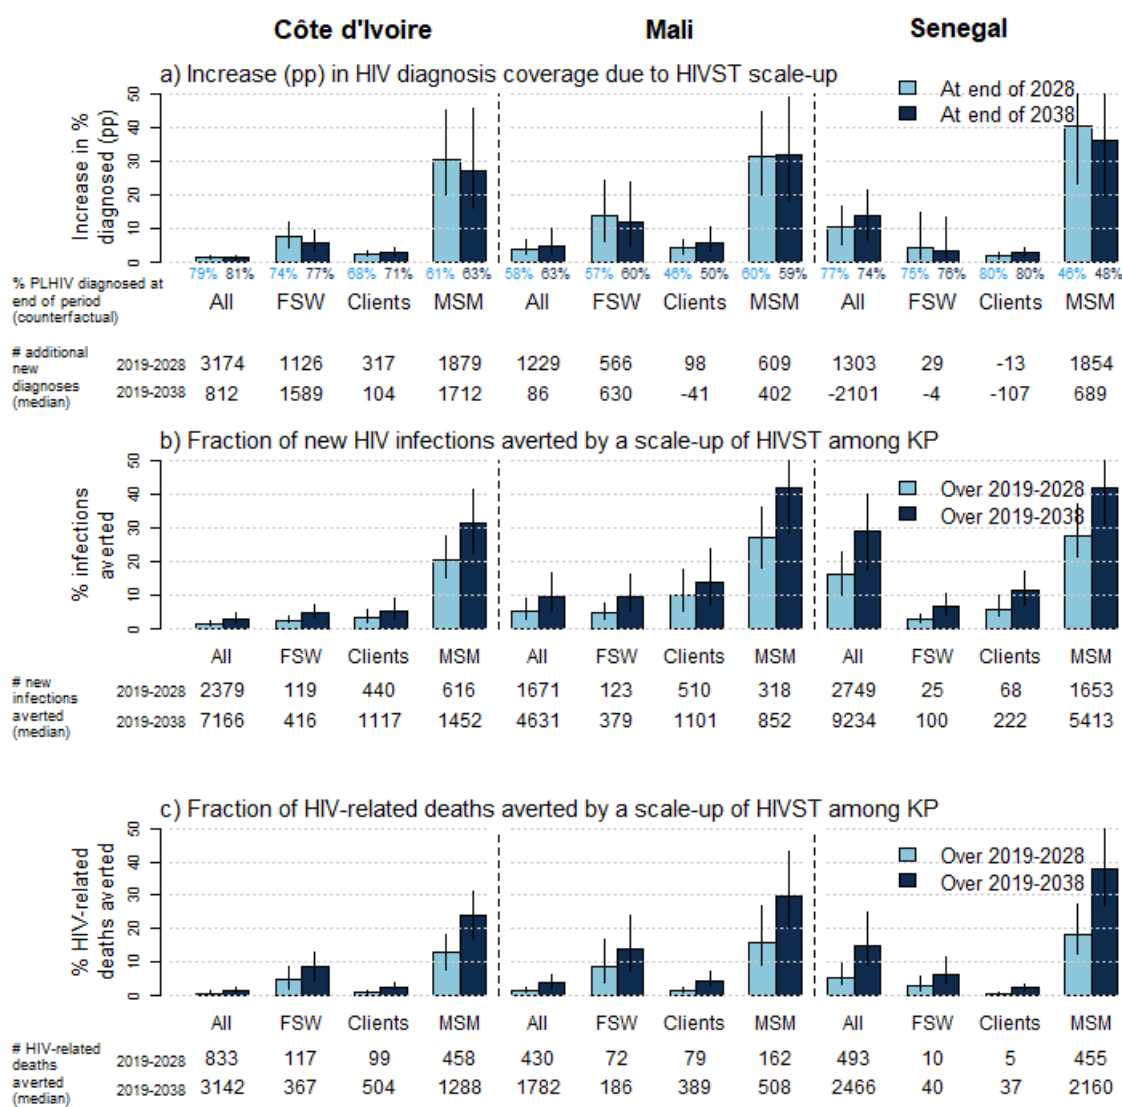 Côte d'Ivoire Mali Senegal
a) Increase (pp) in HIV diagnosis coverage due to HIVST scale-up
Increase in %
diagnosed (pp)
50
40
30
20
10
0
At end of 2028
At end of 2038
79% 81% 74% 77% 68% 71% 61% 63% 58% 63% 57% 60% 46% 50% 60% 59% 77% 74% 75% 76% 80% 80% 46% 48%
% PLHIV diagnosed at
end of period
(counterfactual)
All FSW Clients MSM All FSW Clients MSM All FSW Clients MSM
# additional
new
diagnoses
(median)
2019-2028 3174 1126 317 1879 1229 566 98 609 1303 29 -13 1854
2019-2038 812 1589 104 1712 86 630 -41 402 -2101 -4 -107 689
b) Fraction of new HIV infections averted by a scale-up of HIVST among KP
% infections
averted
50
40
30
20
10
0
Over 2019-2028
Over 2019-2038
All FSW Clients MSM All FSW Clients MSM All FSW Clients MSM
# new
infections
averted
(median)
2019-2028 2379 119 440 616 1671 123 510 318 2749 25 68 1653
2019-2038 7166 416 1117 1452 4631 379 1101 852 9234 100 222 5413
c) Fraction of HIV-related deaths averted by a scale-up of HIVST among KP
% HIV-related
deaths averted
50
40
30
20
10
0
Over 2019-2028
Over 2019-2038
All FSW Clients MSM All FSW Clients MSM All FSW Clients MSM
# HIV-related
deaths
averted
(median)
2019-2028 833 117 99 458 430 72 79 162 493 10 5 455
2019-2038 3142 367 504 1288 1782 186 389 508 2466 40 37 2160